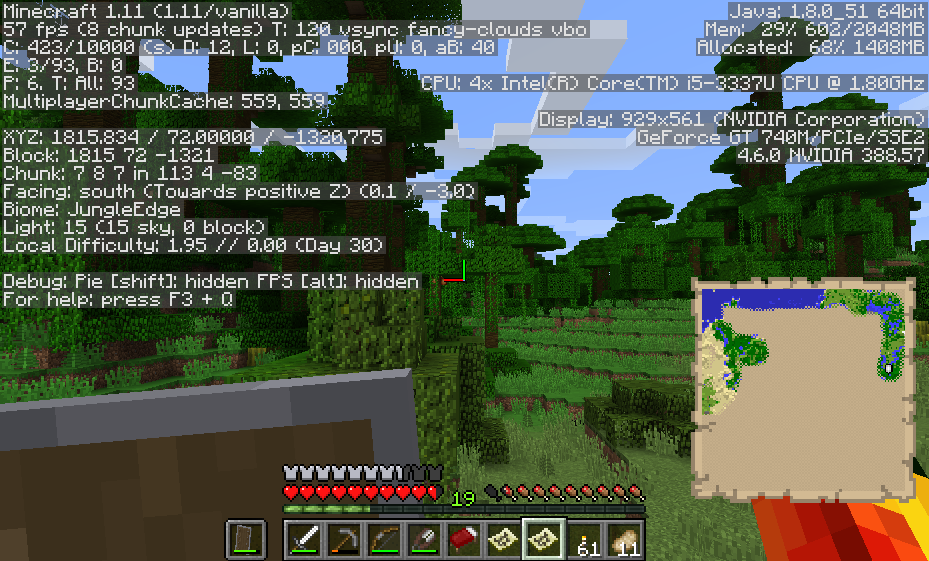 Minecraft 1.11 (1.11/vanilla)
57 fps (8 chunk updates) T: 120 vsync fancy-clouds vbo
C: 423/10000 (s) D: 12, L: 0, pC: 000, pU: 0, aB: 40
E: 3/93, B: 0
P: 6. T: All: 93
MultiplayerChunkCache: 559, 559
XYZ: 1815.834 / 72.00000 / -1320.775
Block: 1815 72 -1321
Chunk: 7 8 7 in 113 4 -83
Facing: south (Towards positive Z) (0.1 / -3.0)
Biome: JungleEdge
Light: 15 (15 sky, 0 block)
Local Difficulty: 1.95 // 0.00 (Day 30)
Debug: Pie [shift]: hidden FPS [alt]: hidden
For help: press F3 + Q
Java: 1.8.0_51 64bit
Mem: 29% 602/2048MB
Allocated: 68% 1408MB
CPU: 4x Intel(R) Core(TM) i5-3337U CPU @ 1.80GHz
Display: 929x561 (NVIDIA Corporation)
GeForce GT 740M/PCIe/SSE2
4.6.0 NVIDIA 388.57
19
61
11